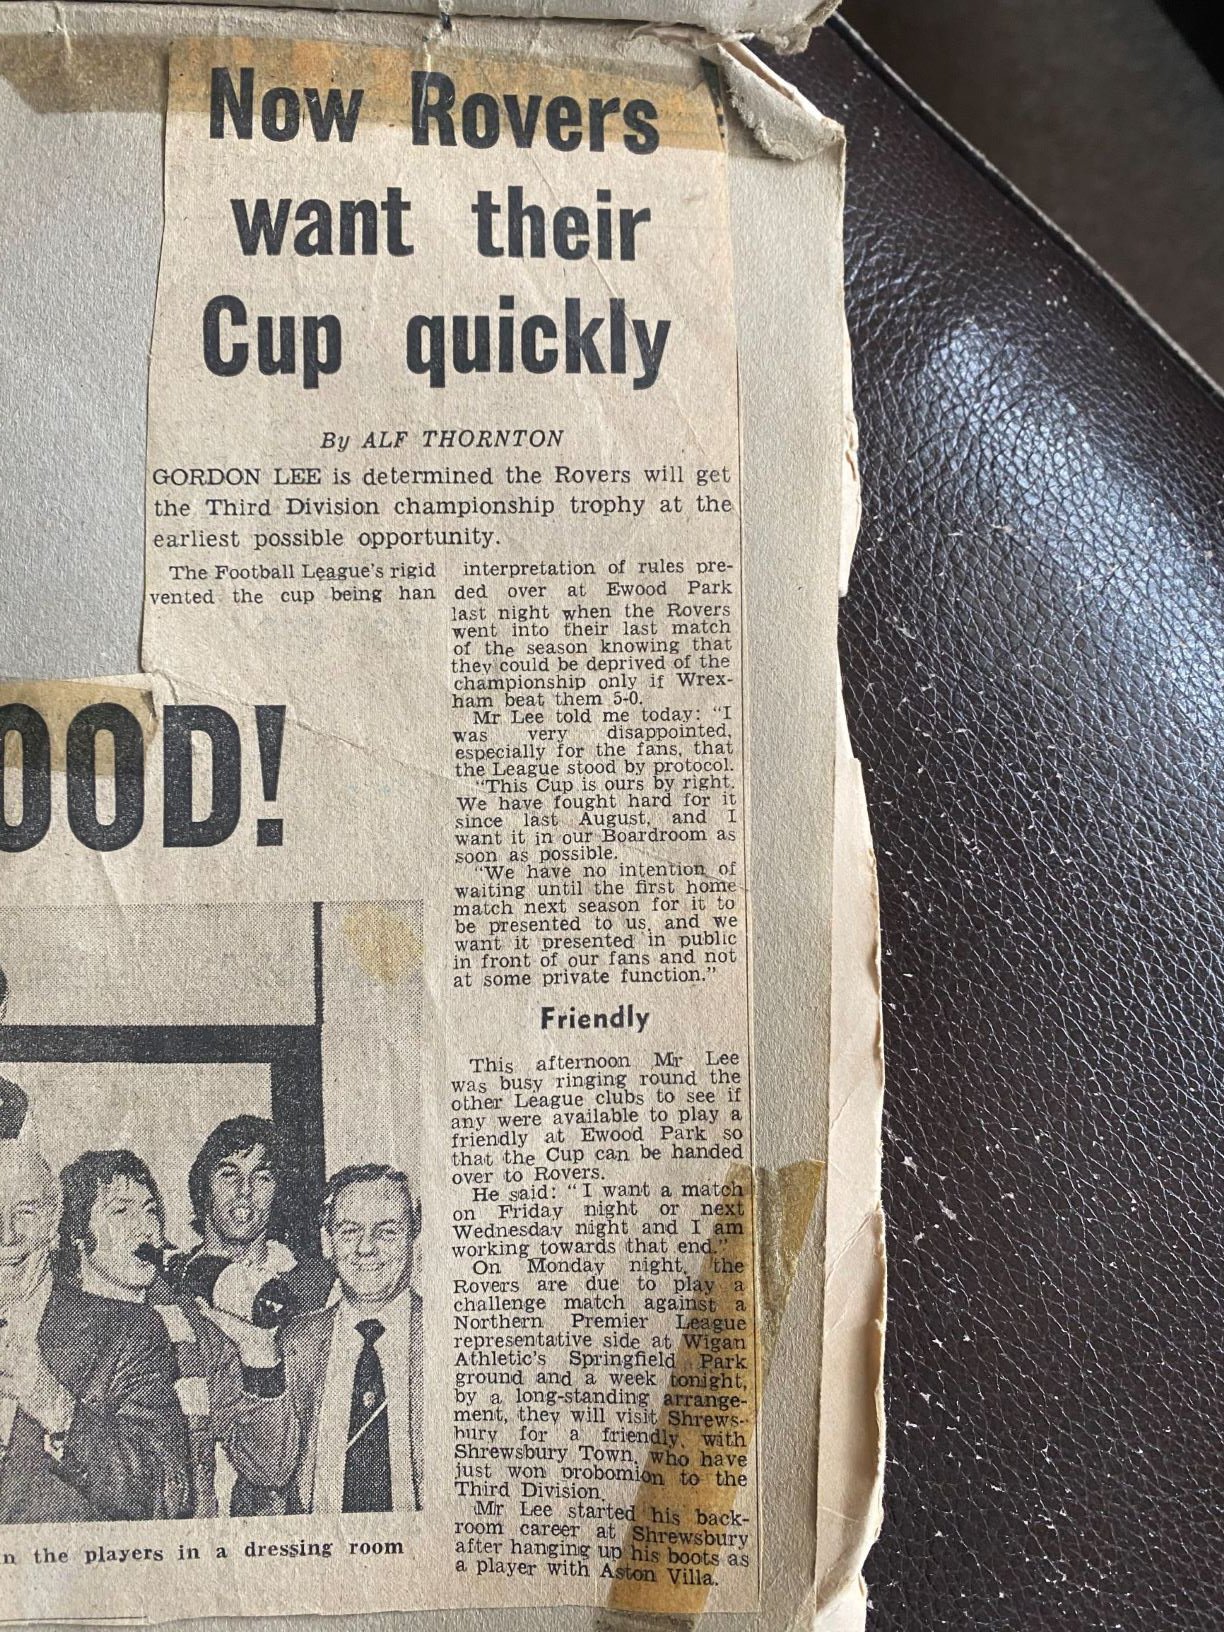 Now Rovers
want their
Cup quickly
By ALF THORNTON
GORDON LEE is determined the Rovers will get
the Third Division championship trophy at the
earliest possible opportunity.
The Football League's rigid interpretation of rules pre-
vented the cup being han ded over at Ewood Park
last night when the Rovers
went into their last match
of the season knowing that
they could be deprived of the
championship only if Wrex-
ham beat them 5-0.
Mr Lee told me today: "I
was very disappointed,
especially for the fans, that
the League stood by protocol.
"This Cup is ours by right.
We have fought hard for it
since last August, and I
want it in our Boardroom as
soon as possible.
"We have no intention of
waiting until the first home
match next season for it to
be presented to us, and we
want it presented in public
in front of our fans and not
at some private function."
Friendly
This afternoon Mr Lee
was busy ringing round the
other League clubs to see if
any were available to play a
friendly at Ewood Park so
that the Cup can be handed
over to Rovers.
He said: "I want a match
on Friday night or next
Wednesday night and I am
working towards that end."
On Monday night, the
Rovers are due to play a
challenge match against a
Northern Premier League
representative side at Wigan
Athletic's Springfield Park
ground and a week tonight,
by a long-standing arrange-
ment, they will visit Shrews-
bury for a friendly, with
Shrewsbury Town, who have
just won probomion to the
Third Division.
Mr Lee started his back-
room career at Shrewsbury
after hanging up his boots as
a player with Aston Villa.
OOD!
n the players in a dressing room